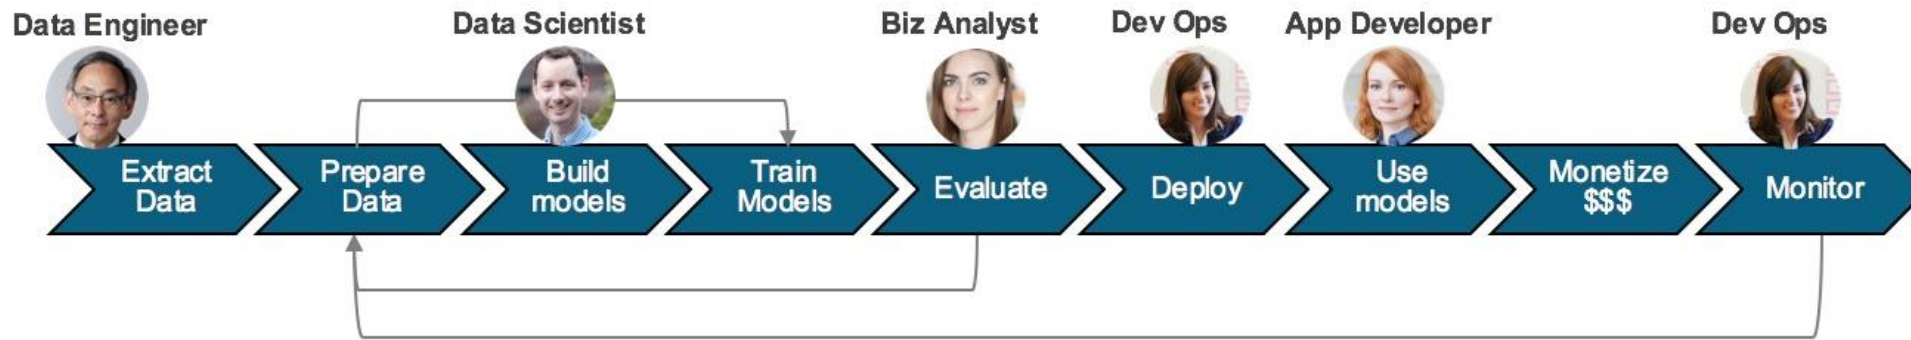 Data Engineer
Data Scientist
Biz Analyst
Dev Ops
App Developer
Dev Ops
Extract
Data
Prepare
Data
Build
models
Train
Models
Evaluate
Deploy
Use
models
Monetize
$$$
Monitor